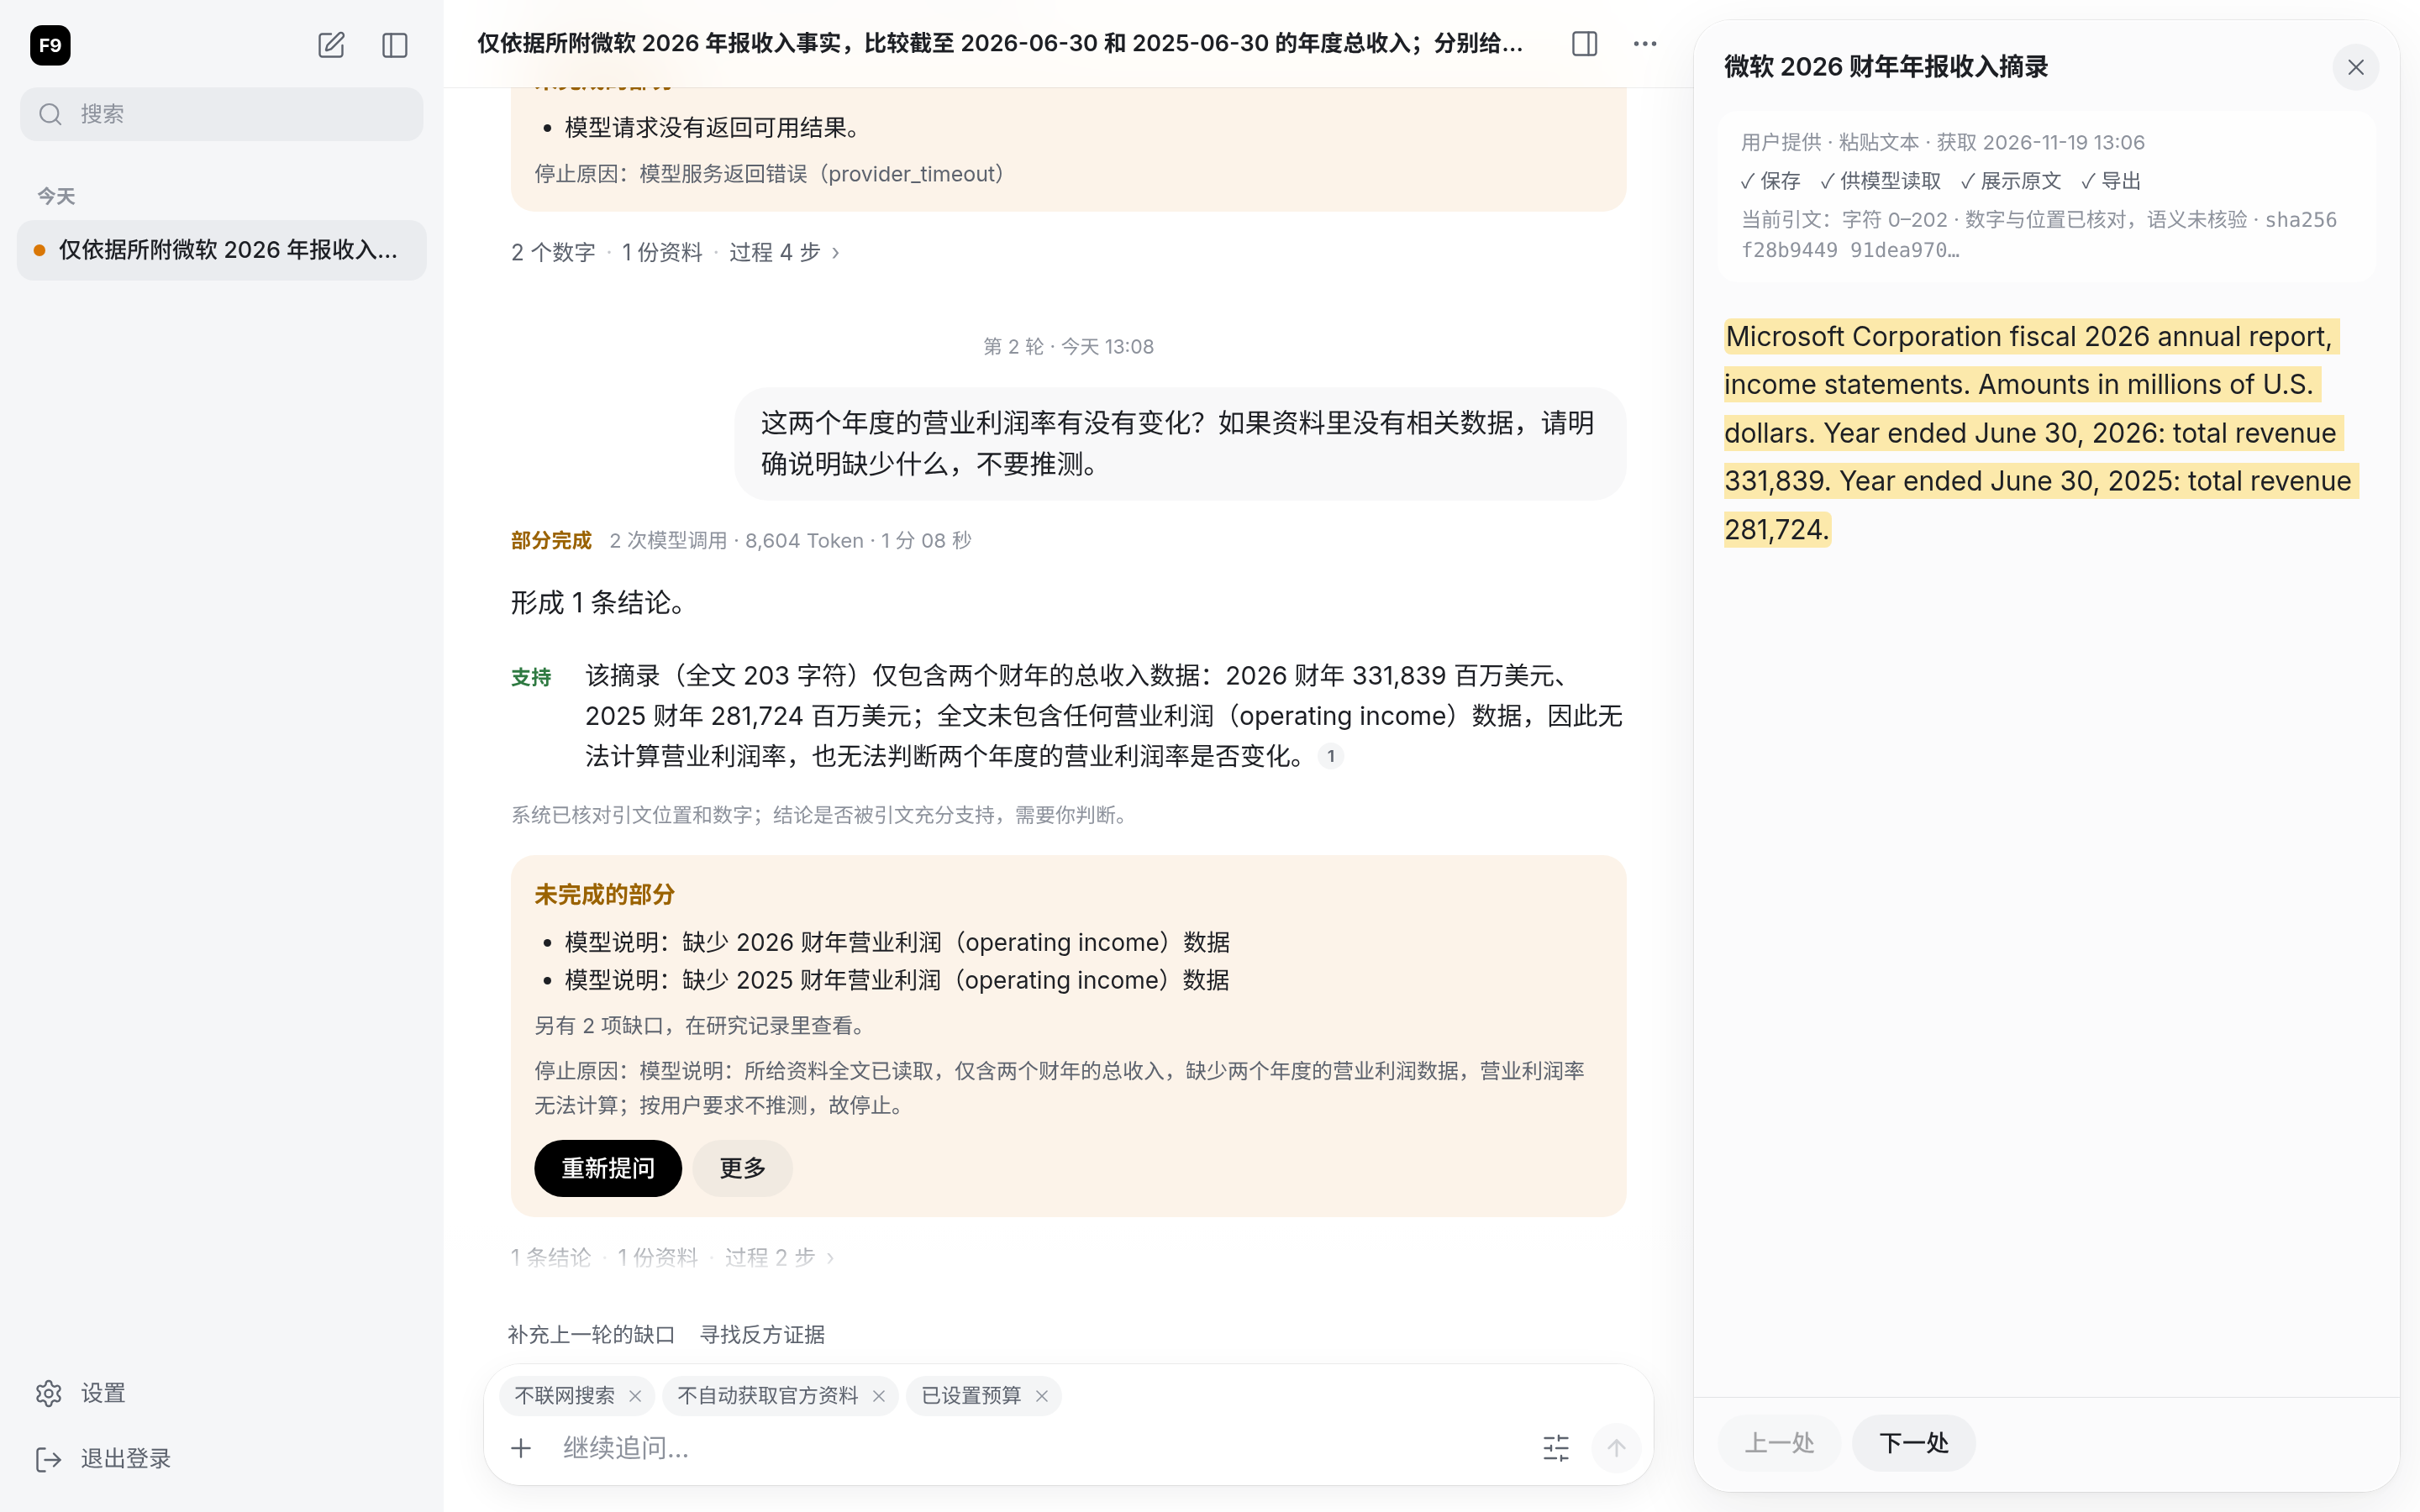 F9
搜索
今天
仅依据所附微软 2026 年报收入...
设置
退出登录
仅依据所附微软 2026 年报收入事实，比较截至 2026-06-30 和 2025-06-30 的年度总收入；分别给...
模型请求没有返回可用结果。
停止原因：模型服务返回错误（provider_timeout）
2 个数字 · 1 份资料 · 过程 4 步 ›
第 2 轮 · 今天 13:08
这两个年度的营业利润率有没有变化？如果资料里没有相关数据，请明
确说明缺少什么，不要推测。
部分完成 2 次模型调用 · 8,604 Token · 1 分 08 秒
形成 1 条结论。
支持 该摘录（全文 203 字符）仅包含两个财年的总收入数据：2026 财年 331,839 百万美元、
2025 财年 281,724 百万美元；全文未包含任何营业利润（operating income）数据，因此无
法计算营业利润率，也无法判断两个年度的营业利润率是否变化。 1
系统已核对引文位置和数字；结论是否被引文充分支持，需要你判断。
未完成的部分
• 模型说明：缺少 2026 财年营业利润（operating income）数据
• 模型说明：缺少 2025 财年营业利润（operating income）数据
另有 2 项缺口，在研究记录里查看。
停止原因：模型说明：所给资料全文已读取，仅含两个财年的总收入，缺少两个年度的营业利润数据，营业利润率
无法计算；按用户要求不推测，故停止。
重新提问 更多
1 条结论 · 1 份资料 · 过程 2 步 ›
补充上一轮的缺口 寻找反方证据
不联网搜索 × 不自动获取官方资料 × 已设置预算 ×
继续追问...
微软 2026 财年年报收入摘录
用户提供 · 粘贴文本 · 获取 2026-11-19 13:06
✓ 保存 ✓ 供模型读取 ✓ 展示原文 ✓ 导出
当前引文：字符 0–202 · 数字与位置已核对，语义未核验 · sha256
f28b9449 91dea970…
Microsoft Corporation fiscal 2026 annual report,
income statements. Amounts in millions of U.S.
dollars. Year ended June 30, 2026: total revenue
331,839. Year ended June 30, 2025: total revenue
281,724.
上一处 下一处